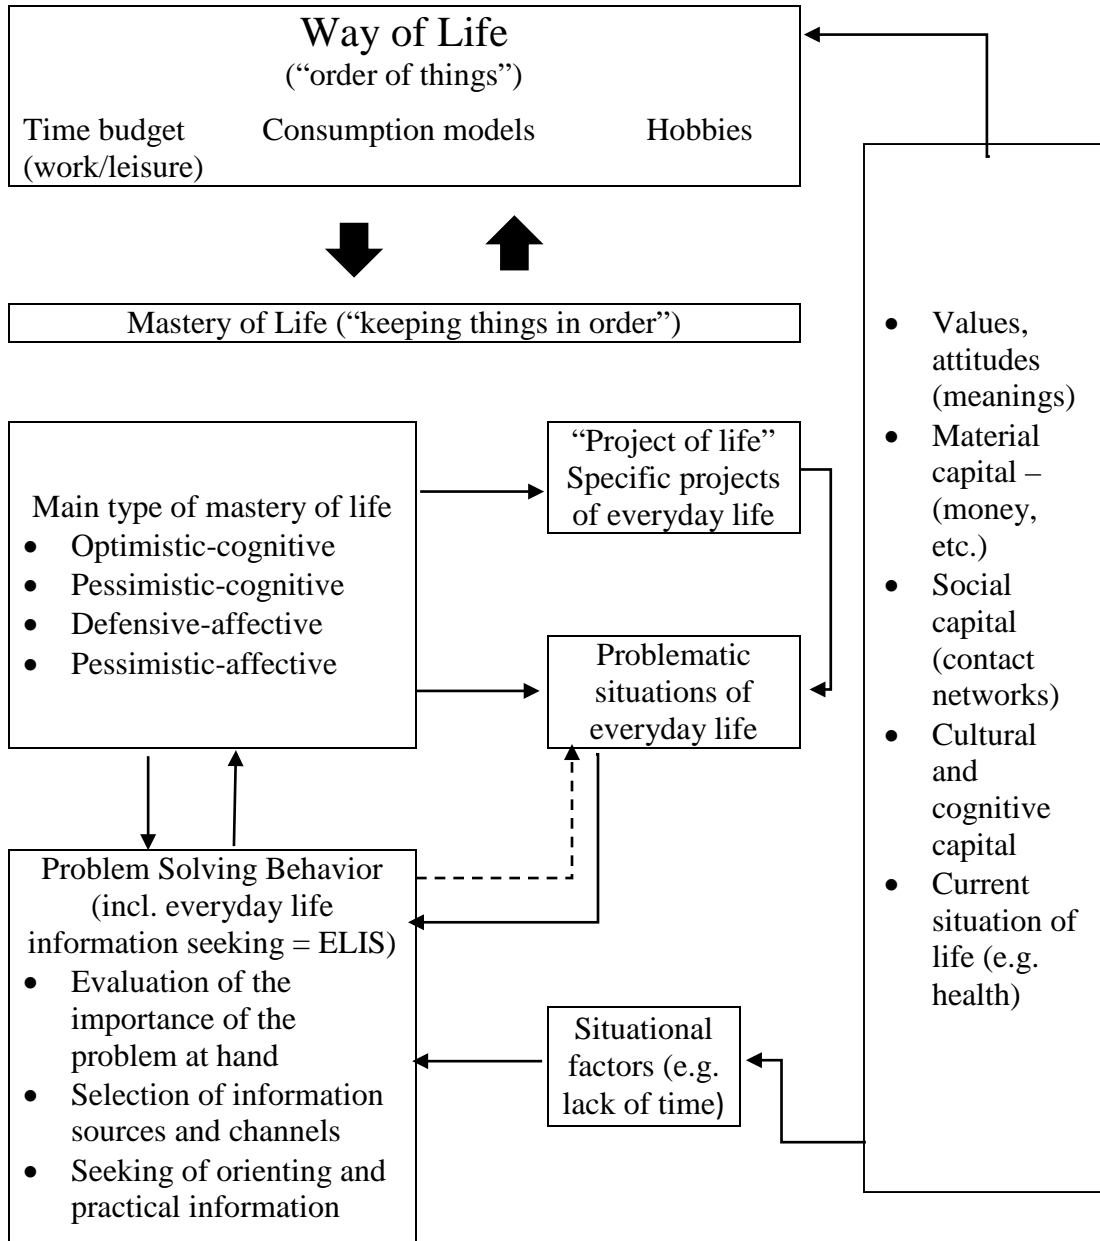 Way of Life
(“order of things”)
Time budget Consumption models Hobbies
(work/leisure)
Mastery of Life (“keeping things in order”)
Main type of mastery of life
• Optimistic-cognitive
• Pessimistic-cognitive
• Defensive-affective
• Pessimistic-affective
“Project of life”
Specific projects
of everyday life
Problematic
situations of
everyday life
Problem Solving Behavior
(incl. everyday life
information seeking = ELIS)
• Evaluation of the
importance of the
problem at hand
• Selection of information
sources and channels
• Seeking of orienting and
practical information
Situational
factors (e.g.
lack of time)
• Values,
attitudes
(meanings)
• Material
capital –
(money,
etc.)
• Social
capital
(contact
networks)
• Cultural
and
cognitive
capital
• Current
situation of
life (e.g.
health)